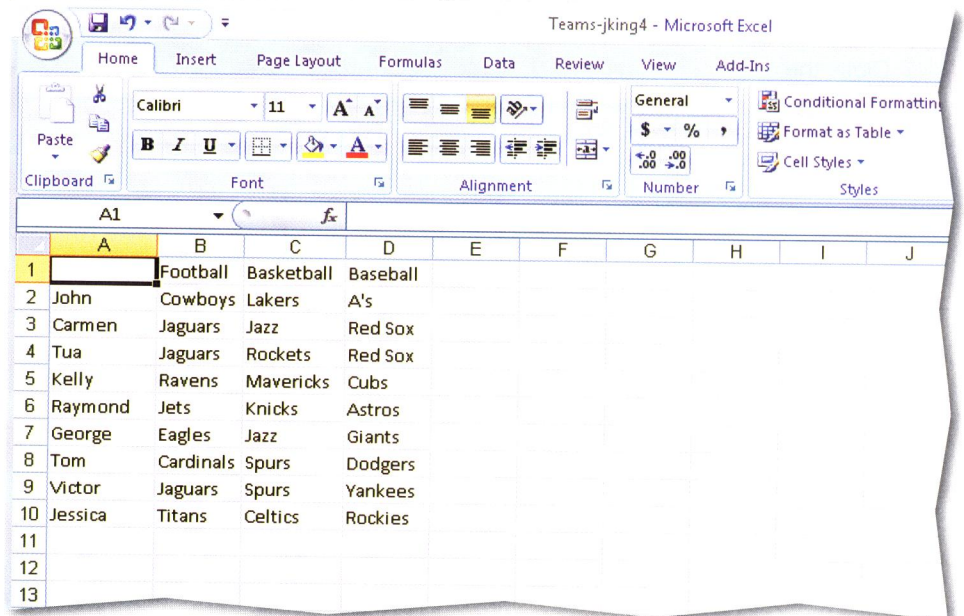 Teams-jking4 - Microsoft Excel
Home Insert Page Layout Formulas Data Review View Add-Ins
Calibri 11 A A General Conditional Formatting
Paste B I U A $ % , Format as Table
.0 .00 .00 .0 Cell Styles
Clipboard Font Alignment Number Styles
A1 fx
A B C D E F G H I J
1 Football Basketball Baseball
2 John Cowboys Lakers A's
3 Carmen Jaguars Jazz Red Sox
4 Tua Jaguars Rockets Red Sox
5 Kelly Ravens Mavericks Cubs
6 Raymond Jets Knicks Astros
7 George Eagles Jazz Giants
8 Tom Cardinals Spurs Dodgers
9 Victor Jaguars Spurs Yankees
10 Jessica Titans Celtics Rockies
11
12
13